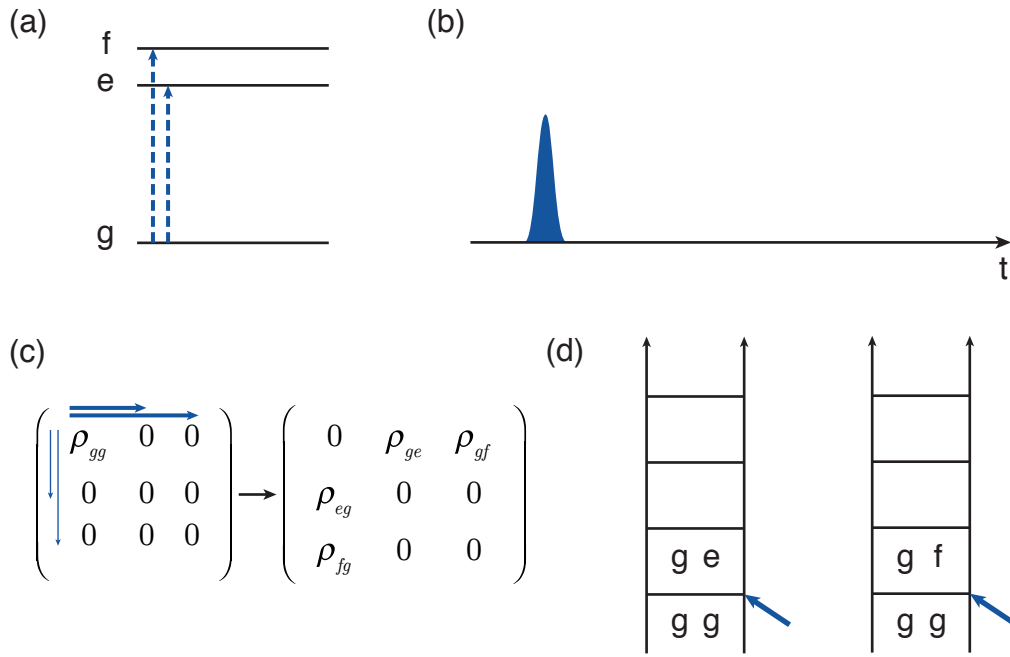 (a)
f
e
g
(b)
t
(c)
ρgg 0 0
0 0 0
0 0 0
0 ρge ρgf
ρeg 0 0
ρfg 0 0
(d)
g e
g g
g f
g g